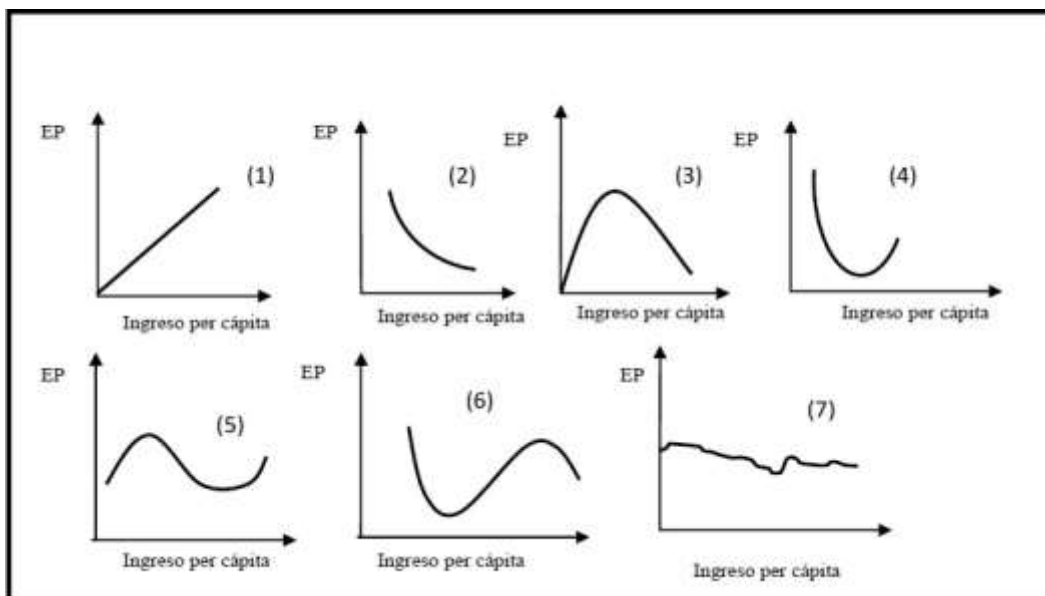 EP
(1)
Ingreso per cápita
EP
(2)
Ingreso per cápita
EP
(3)
Ingreso per cápita
EP
(4)
Ingreso per cápita
EP
(5)
Ingreso per cápita
EP
(6)
Ingreso per cápita
EP
(7)
Ingreso per cápita